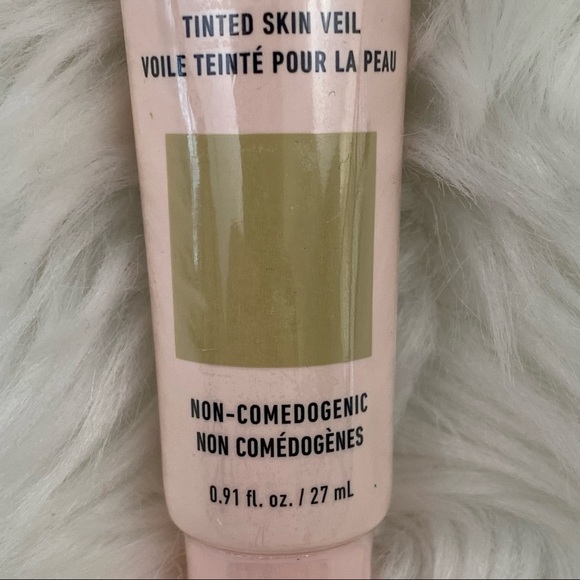 TINTED SKIN VEIL
VOILE TEINTÉ POUR LA PEAU
NON-COMEDOGENIC
NON COMÉDOGÈNES
0.91 fl. oz. / 27 mL